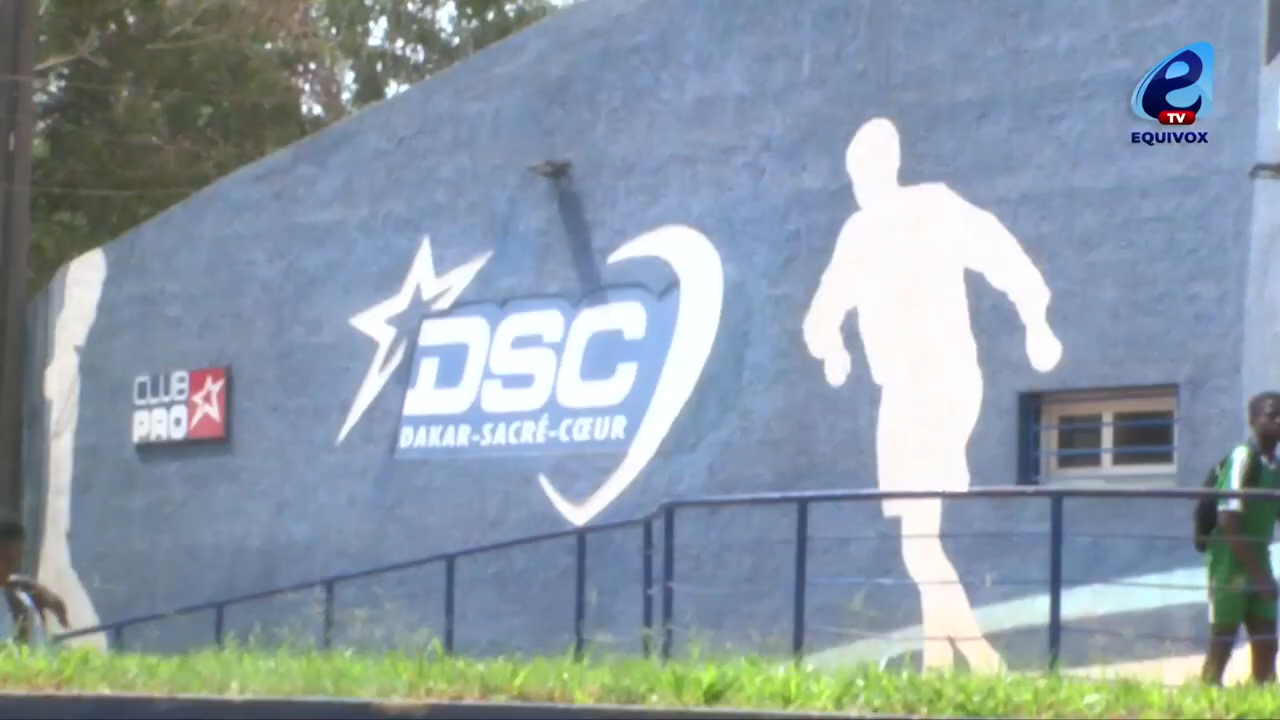 e
TV
EQUIVOX
CLUB
PRO
DSC
DAKAR-SACRÉ-CŒUR